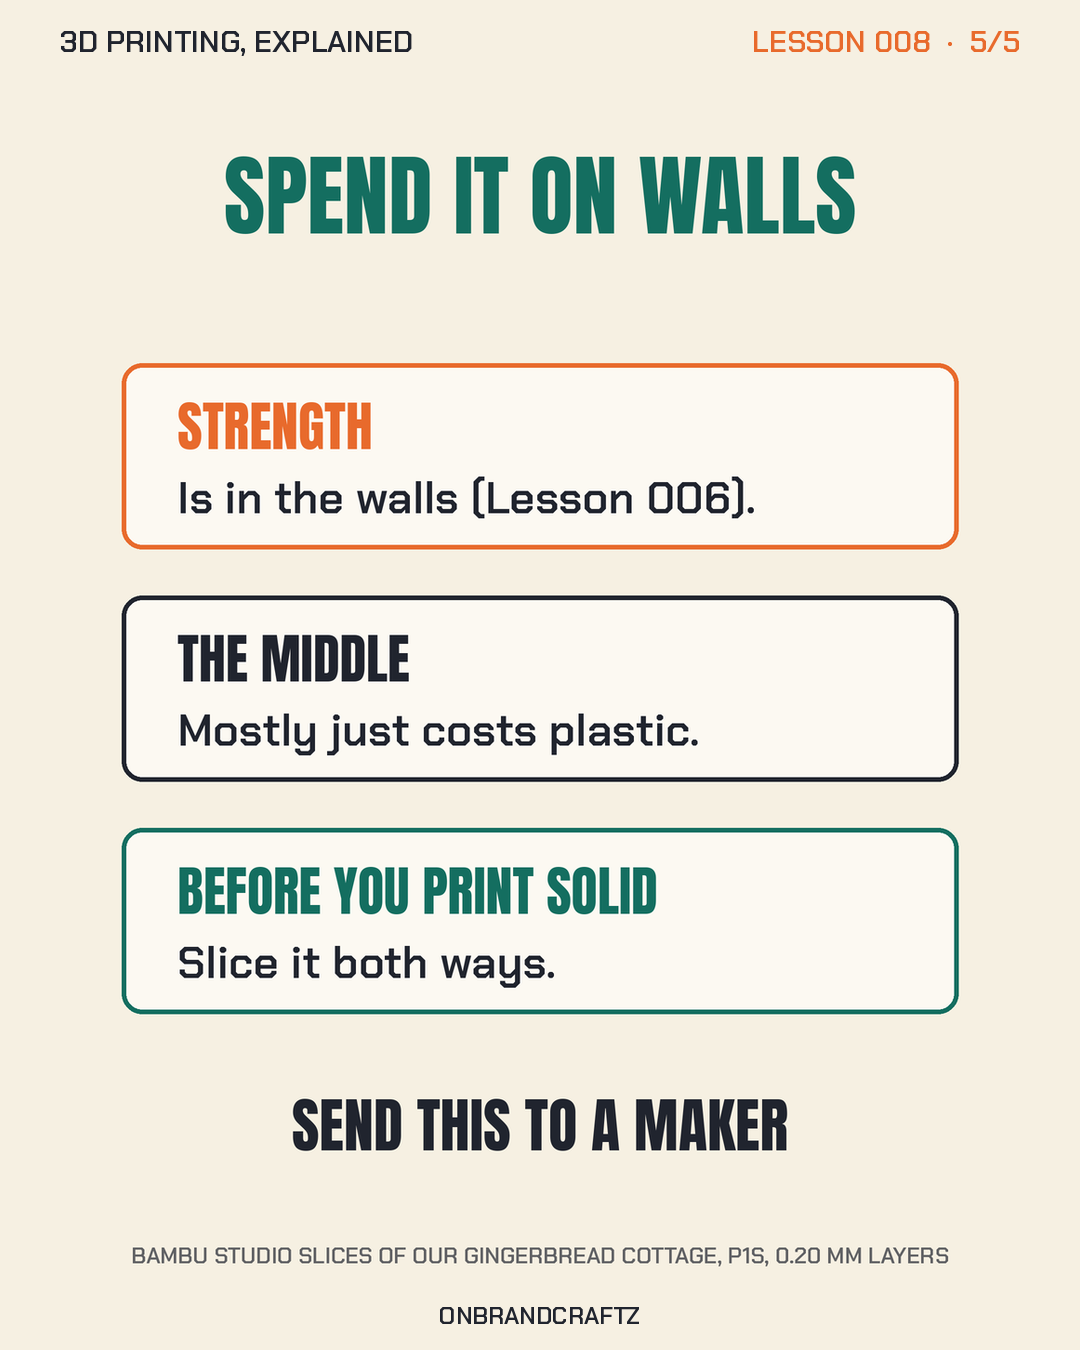 3D PRINTING, EXPLAINED
LESSON 008 · 5/5
SPEND IT ON WALLS
STRENGTH
Is in the walls (Lesson 006).
THE MIDDLE
Mostly just costs plastic.
BEFORE YOU PRINT SOLID
Slice it both ways.
SEND THIS TO A MAKER
BAMBU STUDIO SLICES OF OUR GINGERBREAD COTTAGE, P1S, 0.20 MM LAYERS
ONBRANDCRAFTZ